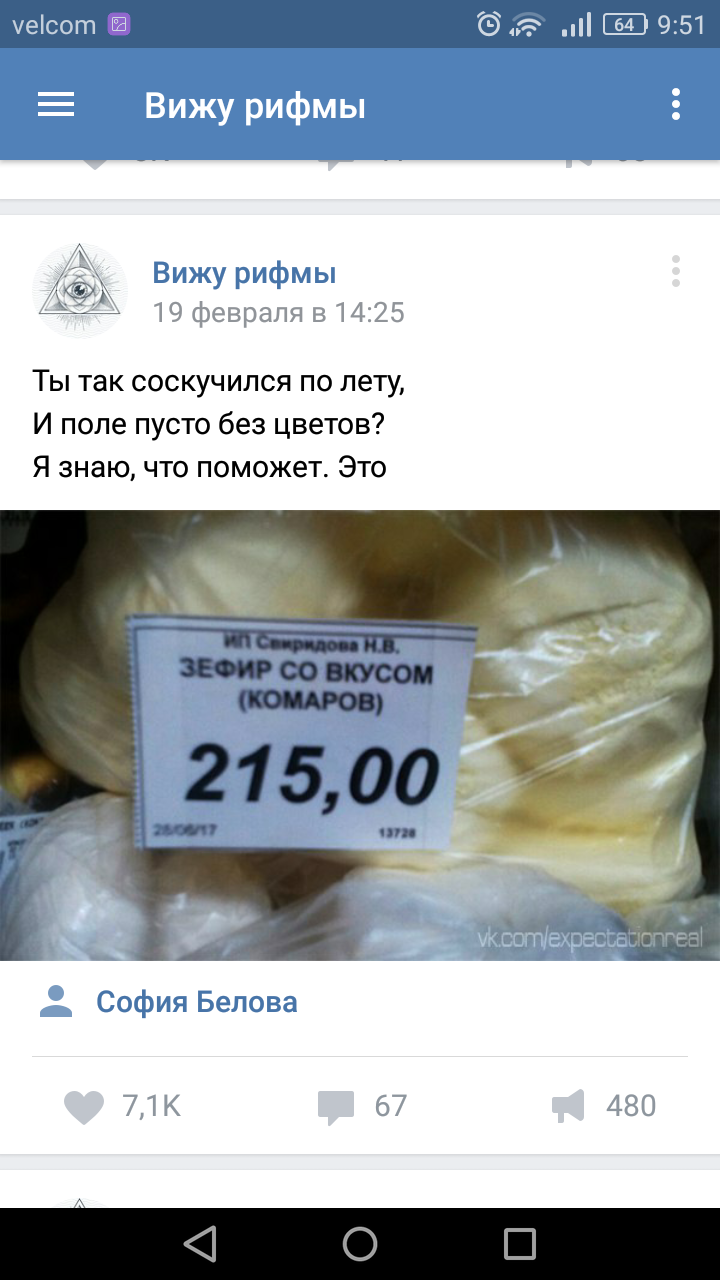 velcom
64
9:51
Вижу рифмы
Вижу рифмы
19 февраля в 14:25
Ты так соскучился по лету,
И поле пусто без цветов?
Я знаю, что поможет. Это
ИП Свиридова Н.В.
ЗЕФИР СО ВКУСОМ
(КОМАРОВ)
215,00
28/06/17 13728
vk.com/expectationreal
София Белова
7,1K 67 480